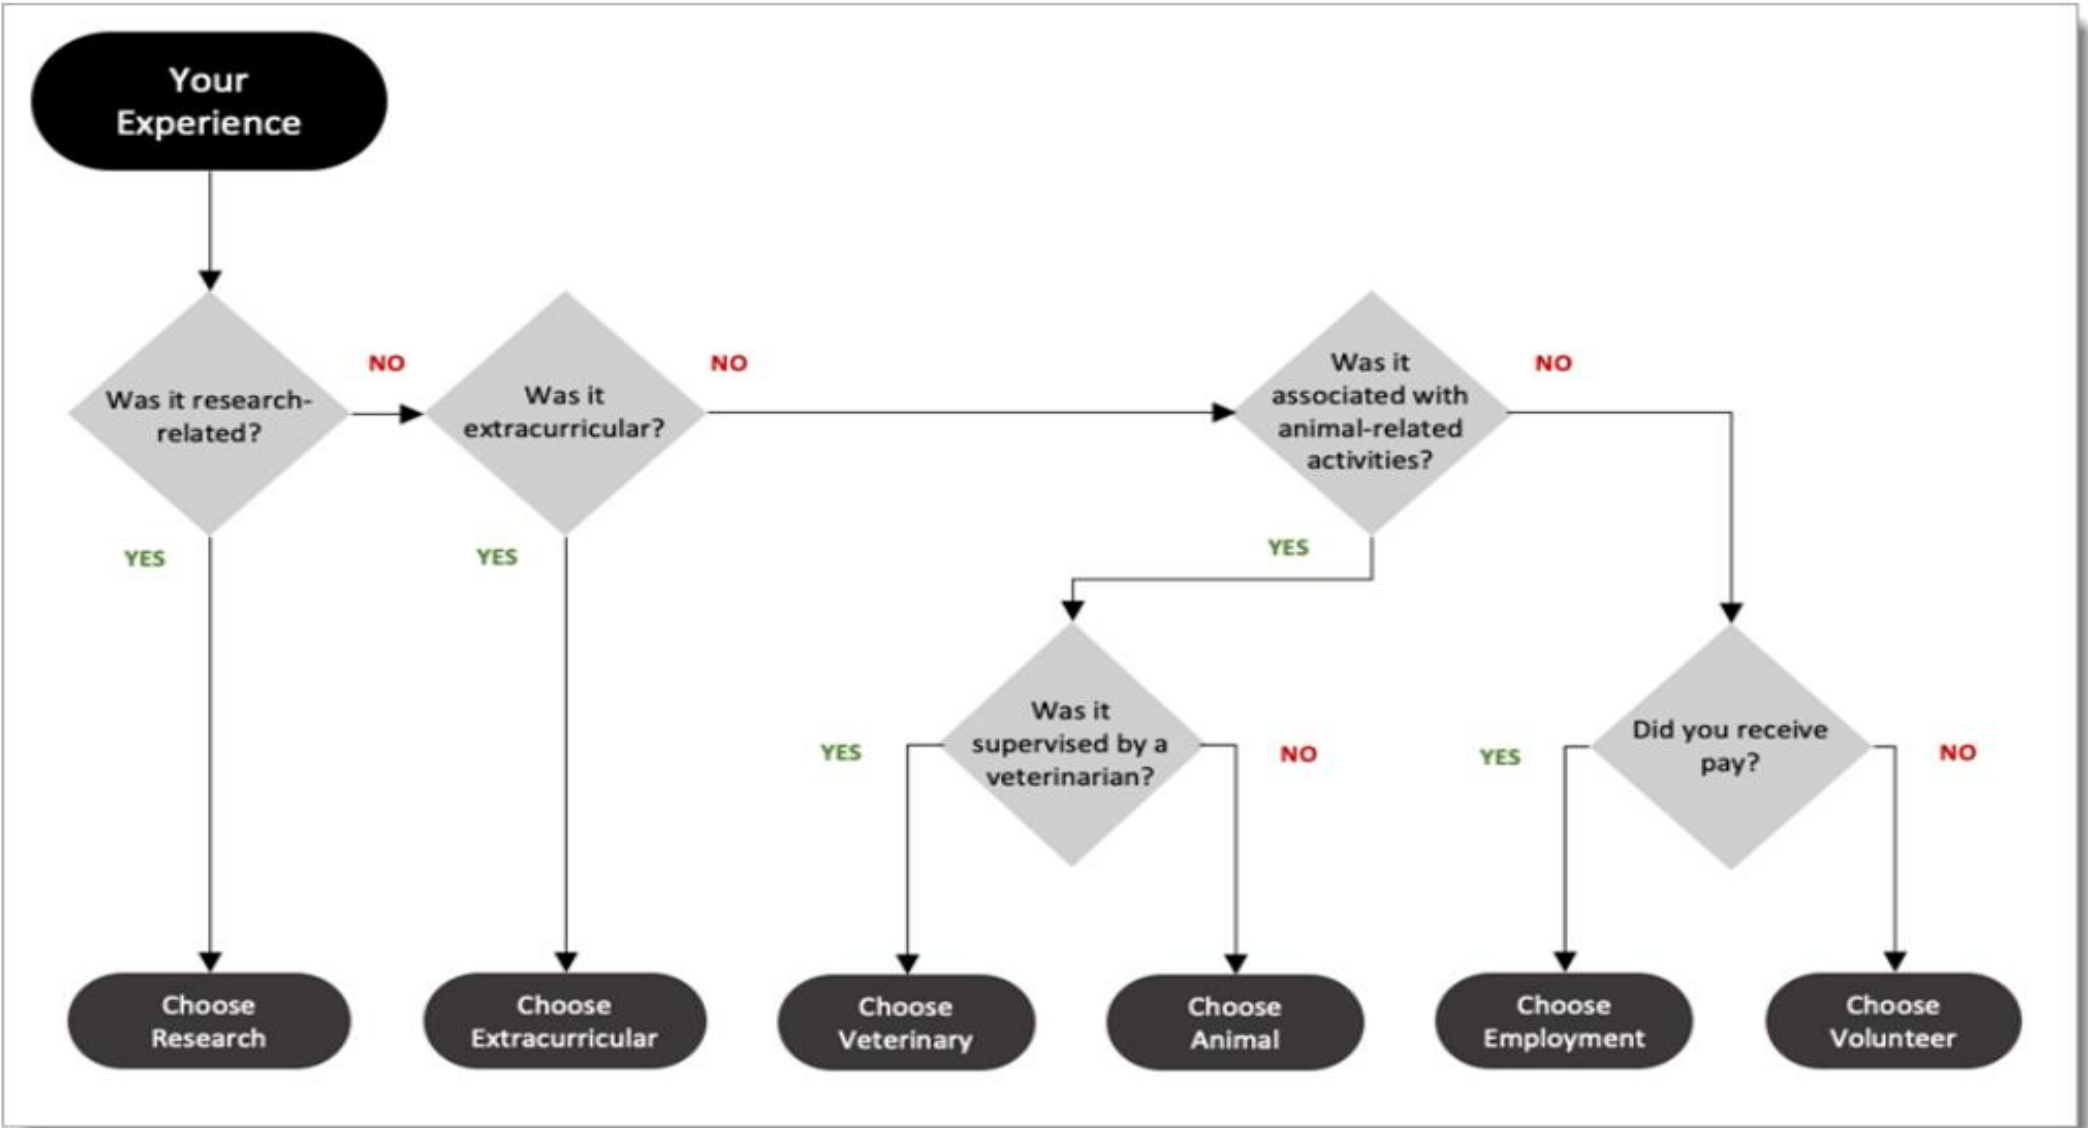 Your
Experience
Was it research-
related?
NO
YES
Was it
extracurricular?
NO
YES
Was it
associated with
animal-related
activities?
NO
YES
Was it
supervised by a
veterinarian?
YES
NO
Did you receive
pay?
YES
NO
Choose
Research
Choose
Extracurricular
Choose
Veterinary
Choose
Animal
Choose
Employment
Choose
Volunteer